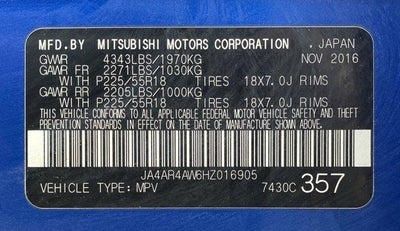 MFD.BY MITSUBISHI MOTORS CORPORATION , JAPAN
GVWR 4343LBS/1970KG NOV 2016
GAWR FR 2271LBS/1030KG
WITH P225/55R18 TIRES 18X7.0J RIMS
GAWR RR 2205LBS/1000KG
WITH P225/55R18 TIRES 18X7.0J RIMS
THIS VEHICLE CONFORMS TO ALL APPLICABLE FEDERAL MOTOR VEHICLE SAFETY AND
THEFT PREVENTION STANDARDS IN EFFECT ON THE DATE OF MANUFACTURE SHOWN ABOVE.
JA4AR4AW6HZ016905
VEHICLE TYPE: MPV 7430C 357